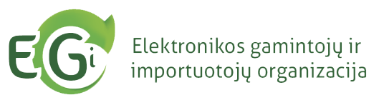 EGi
Elektronikos gamintojų ir
importuotojų organizacija